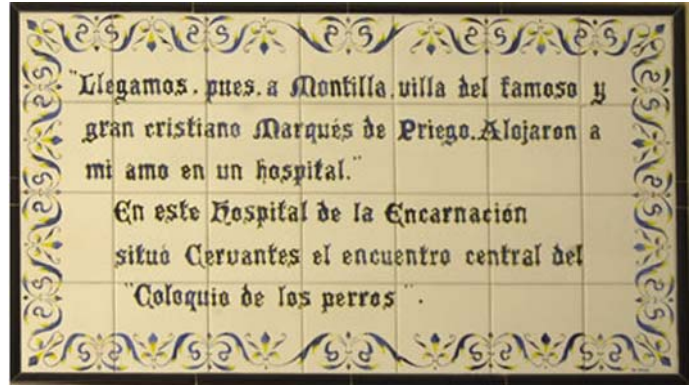 "Llegamos, pues, a Montilla, villa del famoso y
gran cristiano Marqués de Priego. Alojaron a
mi amo en un hospital."
En este Hospital de la Encarnación
situó Cervantes el encuentro central del
"Coloquio de los perros".